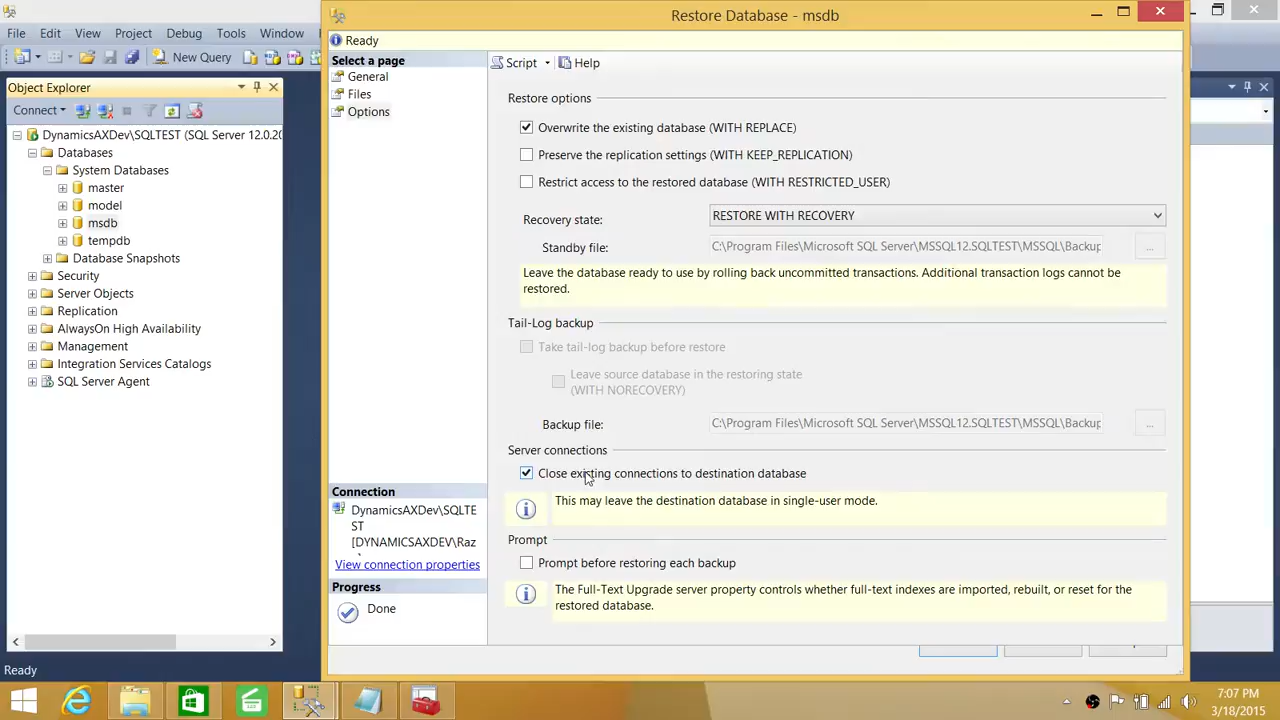 Restore Database - msdb
File Edit View Project Debug Tools Window
New Query
Ready
Object Explorer
Connect
DynamicsAXDev\SQLTEST (SQL Server 12.0.20
Databases
System Databases
master
model
msdb
tempdb
Database Snapshots
Security
Server Objects
Replication
AlwaysOn High Availability
Management
Integration Services Catalogs
SQL Server Agent
Ready
Select a page
General
Files
Options
Connection
DynamicsAXDev\SQLTE
ST
[DYNAMICSAXDEV\Raz
View connection properties
Progress
Done
Script Help
Restore options
Overwrite the existing database (WITH REPLACE)
Preserve the replication settings (WITH KEEP_REPLICATION)
Restrict access to the restored database (WITH RESTRICTED_USER)
Recovery state: RESTORE WITH RECOVERY
Standby file: C:\Program Files\Microsoft SQL Server\MSSQL12.SQLTEST\MSSQL\Backup ...
Leave the database ready to use by rolling back uncommitted transactions. Additional transaction logs cannot be
restored.
Tail-Log backup
Take tail-log backup before restore
Leave source database in the restoring state
(WITH NORECOVERY)
Backup file: C:\Program Files\Microsoft SQL Server\MSSQL12.SQLTEST\MSSQL\Backup ...
Server connections
Close existing connections to destination database
This may leave the destination database in single-user mode.
Prompt
Prompt before restoring each backup
The Full-Text Upgrade server property controls whether full-text indexes are imported, rebuilt, or reset for the
restored database.
7:07 PM
3/18/2015